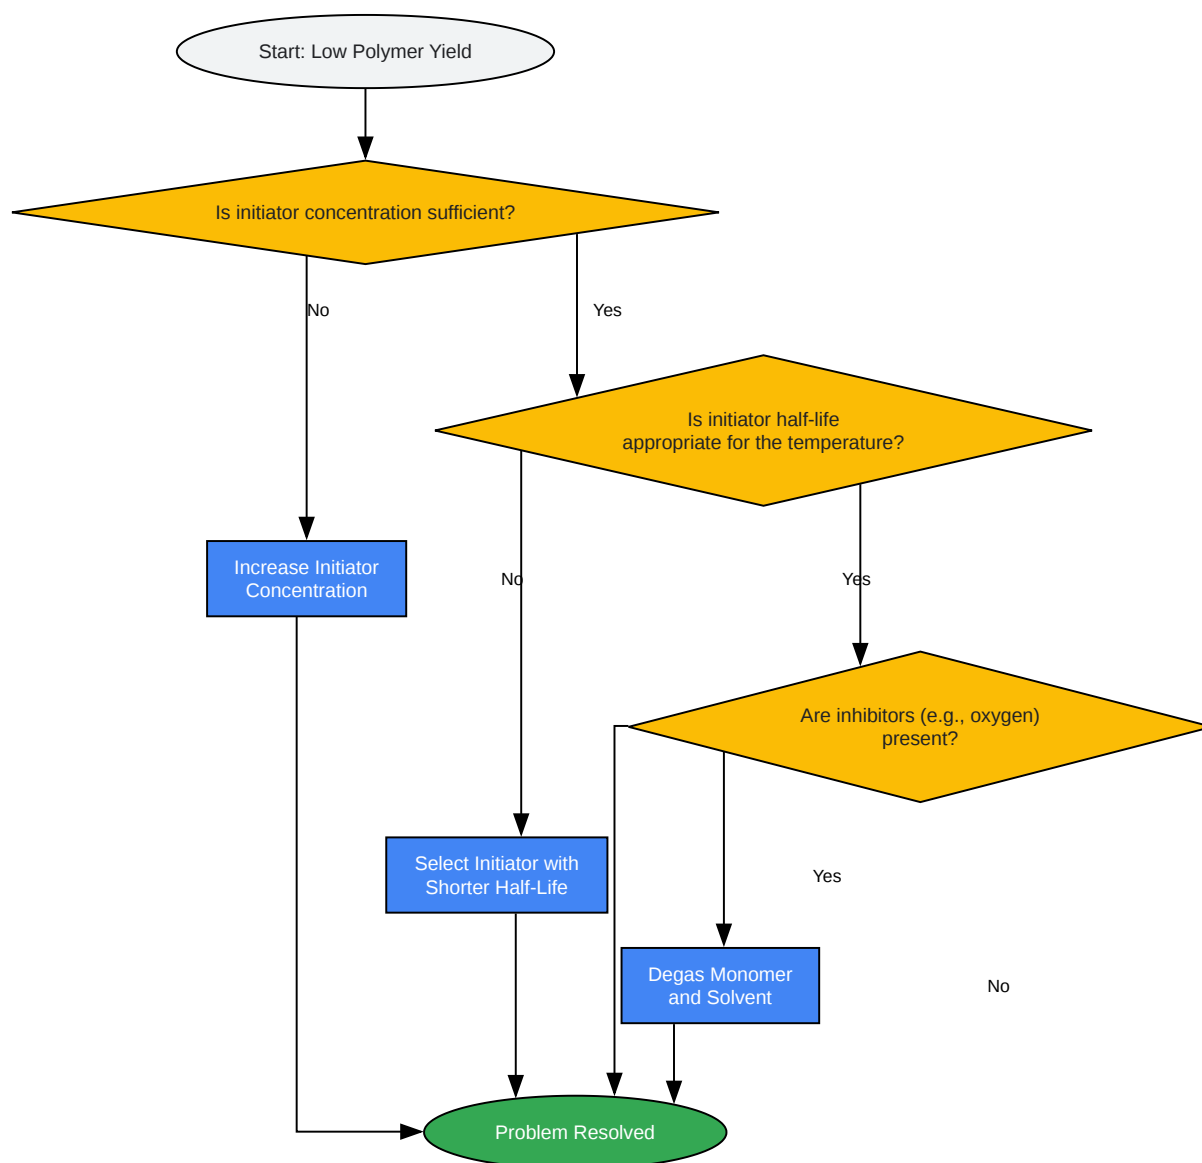 Start: Low Polymer Yield
Is initiator concentration sufficient?
No
Yes
Is initiator half-life
appropriate for the temperature?
Increase Initiator
Concentration
No
Yes
Are inhibitors (e.g., oxygen)
present?
Select Initiator with
Shorter Half-Life
Yes
Degas Monomer
and Solvent
No
Problem Resolved